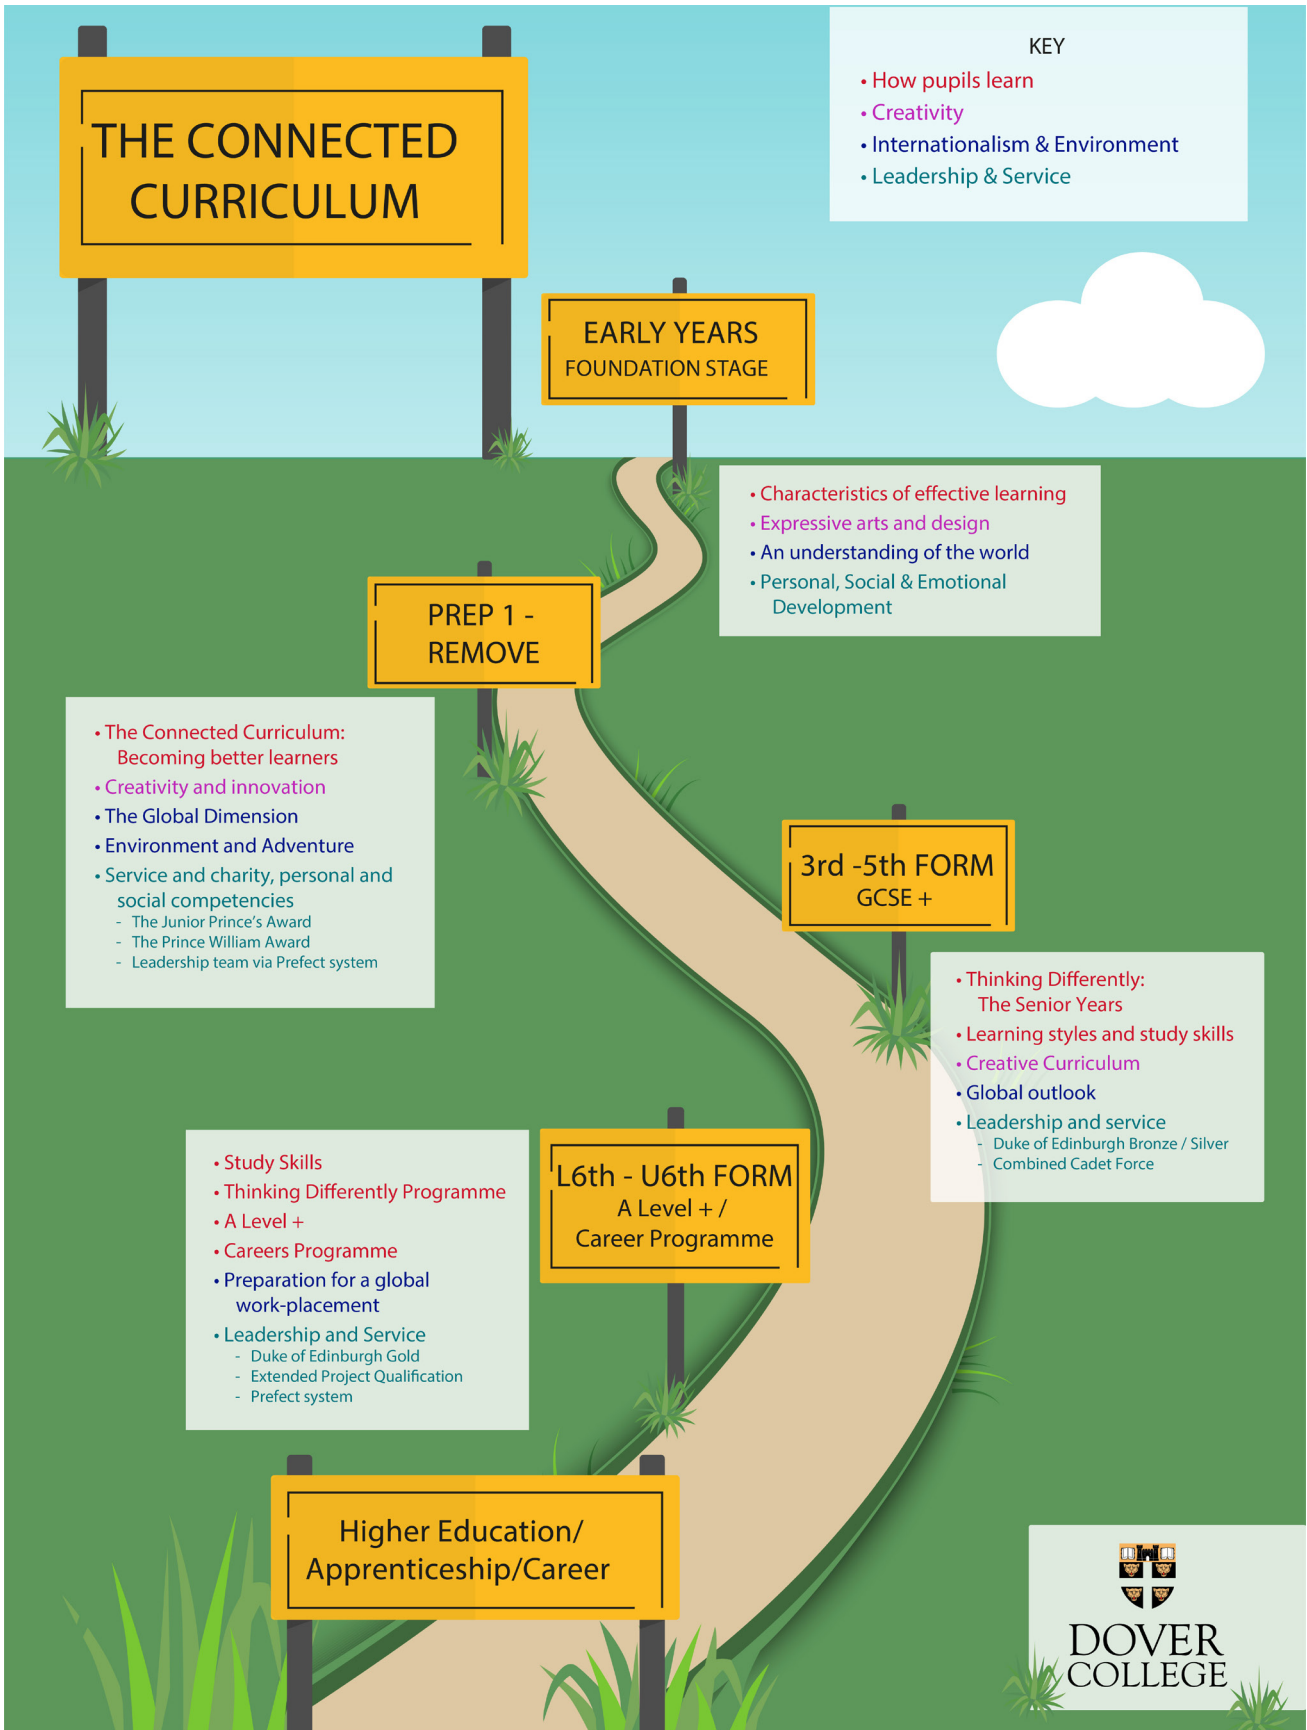 THE CONNECTED
CURRICULUM
KEY
• How pupils learn
• Creativity
• Internationalism & Environment
• Leadership & Service
EARLY YEARS
FOUNDATION STAGE
• Characteristics of effective learning
• Expressive arts and design
• An understanding of the world
• Personal, Social & Emotional
Development
PREP 1 -
REMOVE
• The Connected Curriculum:
Becoming better learners
• Creativity and innovation
• The Global Dimension
• Environment and Adventure
• Service and charity, personal and
social competencies
- The Junior Prince's Award
- The Prince William Award
- Leadership team via Prefect system
3rd -5th FORM
GCSE +
• Thinking Differently:
The Senior Years
• Learning styles and study skills
• Creative Curriculum
• Global outlook
• Leadership and service
- Duke of Edinburgh Bronze / Silver
- Combined Cadet Force
L6th - U6th FORM
A Level + /
Career Programme
• Study Skills
• Thinking Differently Programme
• A Level +
• Careers Programme
• Preparation for a global
work-placement
• Leadership and Service
- Duke of Edinburgh Gold
- Extended Project Qualification
- Prefect system
Higher Education/
Apprenticeship/Career
DOVER
COLLEGE